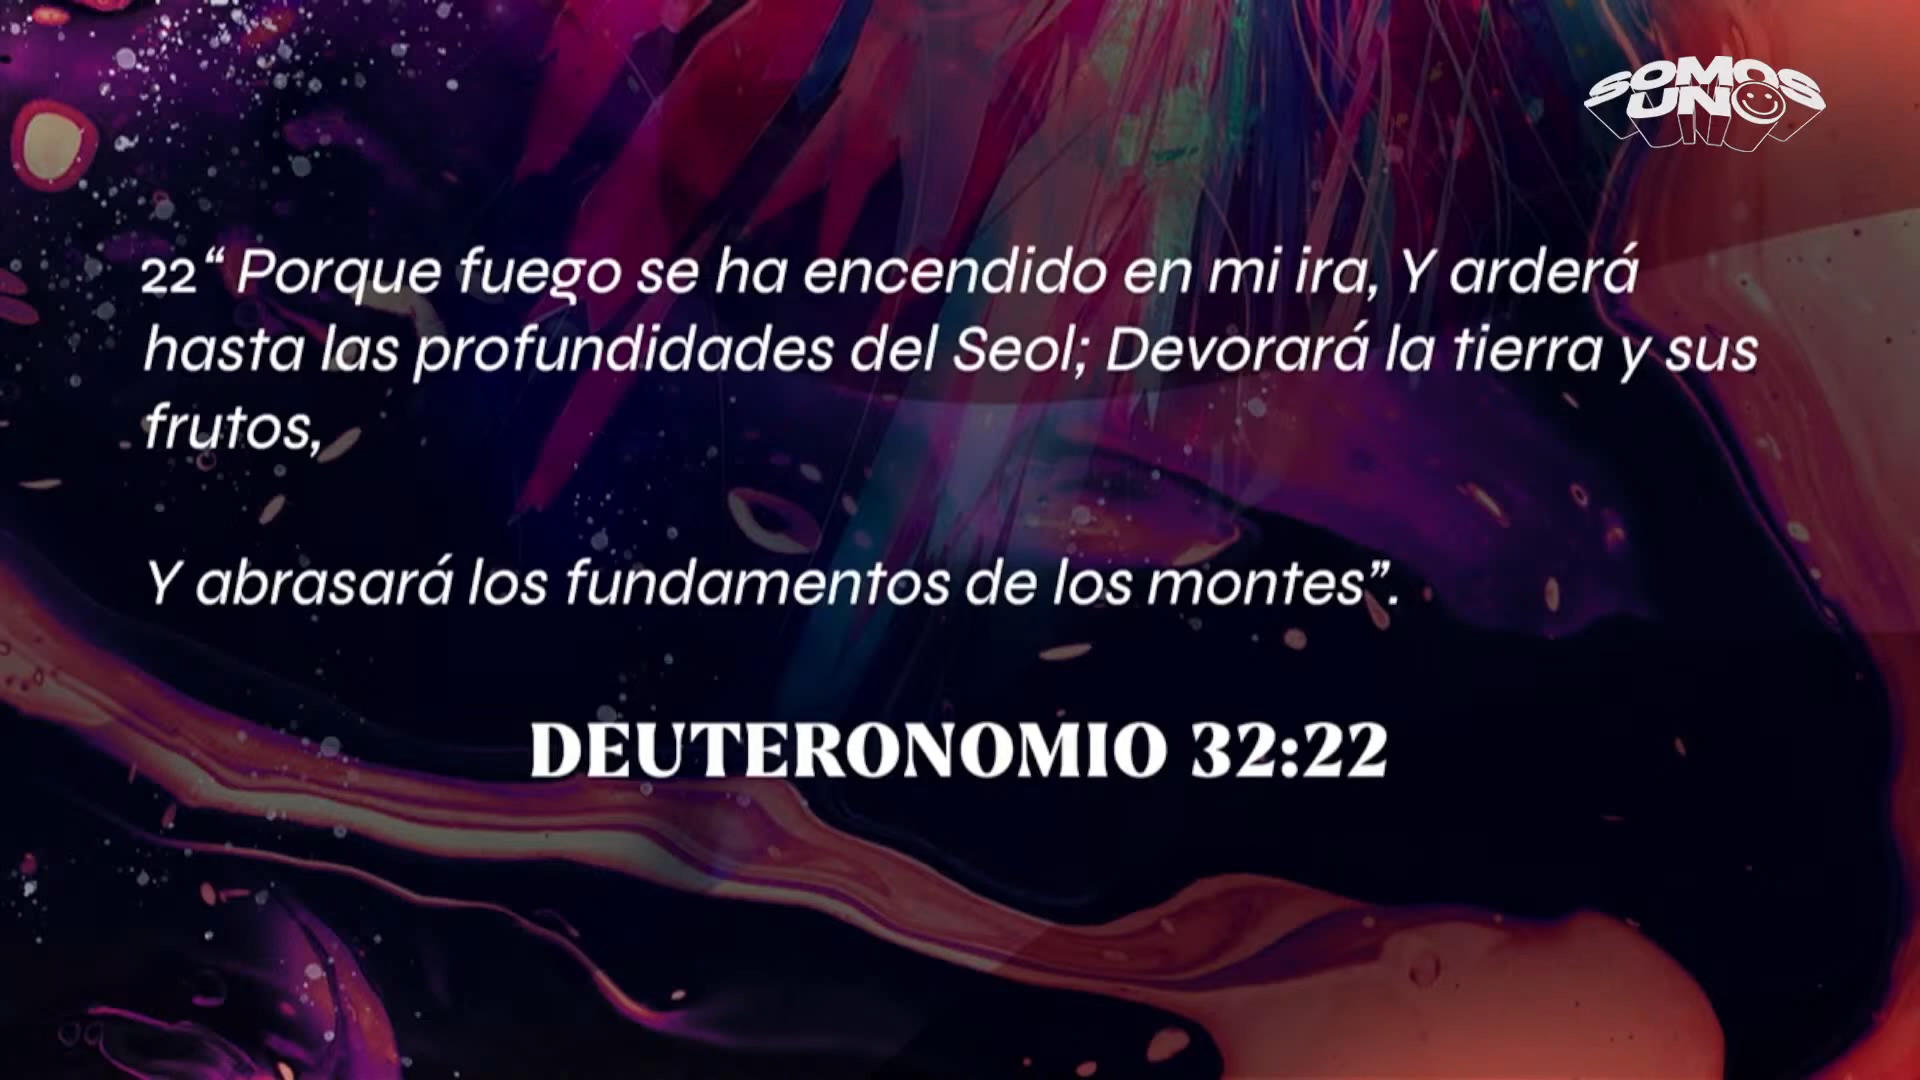 SOMOS
UNO
22 “ Porque fuego se ha encendido en mi ira, Y arderá
hasta las profundidades del Seol; Devorará la tierra y sus
frutos,
Y abrasará los fundamentos de los montes”.
DEUTERONOMIO 32:22